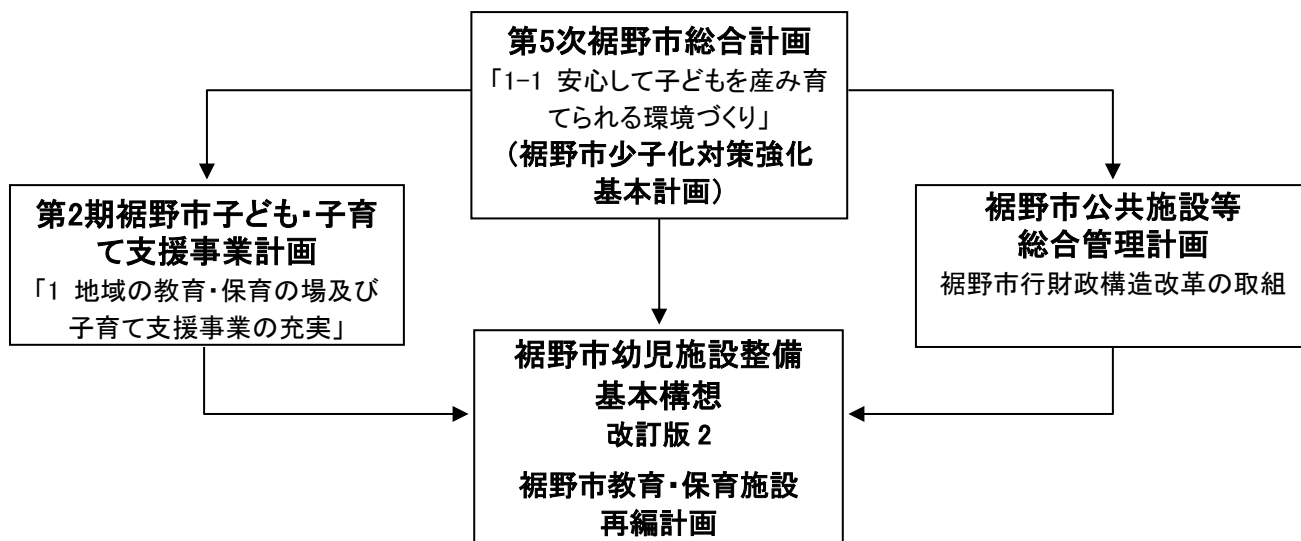 第5次裾野市総合計画
「1-1 安心して子どもを産み育
てられる環境づくり」
(裾野市少子化対策強化
基本計画)
第2期裾野市子ども・子育
て支援事業計画
「1 地域の教育・保育の場及び
子育て支援事業の充実」
裾野市公共施設等
総合管理計画
裾野市行財政構造改革の取組
裾野市幼児施設整備
基本構想
改訂版 2
裾野市教育・保育施設
再編計画